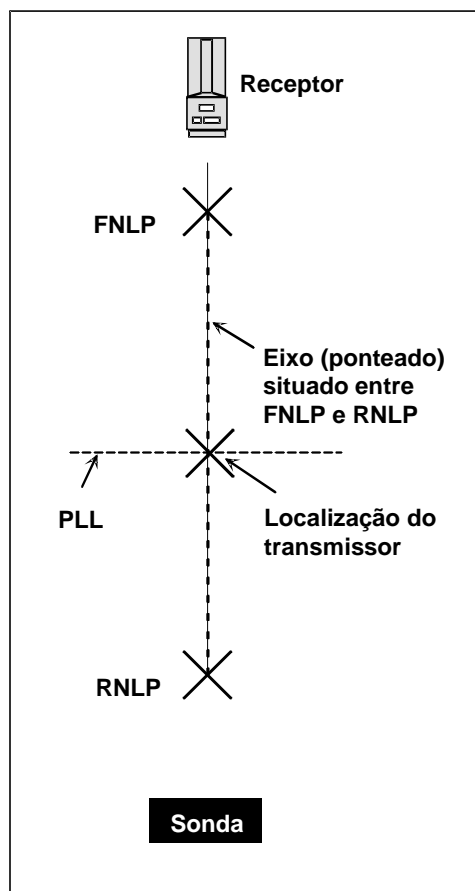 Receptor
FNLP
Eixo (ponteado)
situado entre
FNLP e RNLP
PLL
Localização do
transmissor
RNLP
Sonda